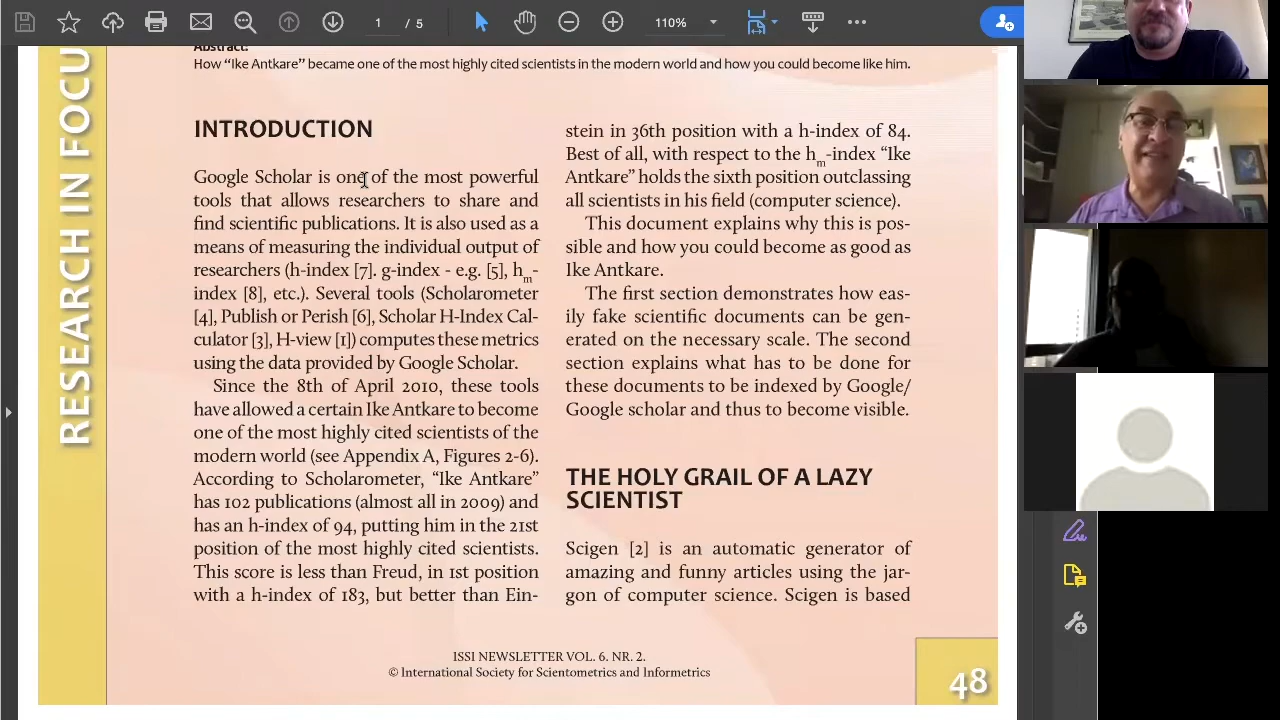 1 / 5
110%
Abstract:
How “Ike Antkare” became one of the most highly cited scientists in the modern world and how you could become like him.
RESEARCH IN FOCU
INTRODUCTION
Google Scholar is one of the most powerful
tools that allows researchers to share and
find scientific publications. It is also used as a
means of measuring the individual output of
researchers (h-index [7]. g-index - e.g. [5], hm-
index [8], etc.). Several tools (Scholarometer
[4], Publish or Perish [6], Scholar H-Index Cal-
culator [3], H-view [1]) computes these metrics
using the data provided by Google Scholar.
Since the 8th of April 2010, these tools
have allowed a certain Ike Antkare to become
one of the most highly cited scientists of the
modern world (see Appendix A, Figures 2-6).
According to Scholarometer, “Ike Antkare”
has 102 publications (almost all in 2009) and
has an h-index of 94, putting him in the 21st
position of the most highly cited scientists.
This score is less than Freud, in 1st position
with a h-index of 183, but better than Ein-
stein in 36th position with a h-index of 84.
Best of all, with respect to the hm-index “Ike
Antkare” holds the sixth position outclassing
all scientists in his field (computer science).
This document explains why this is pos-
sible and how you could become as good as
Ike Antkare.
The first section demonstrates how eas-
ily fake scientific documents can be gen-
erated on the necessary scale. The second
section explains what has to be done for
these documents to be indexed by Google/
Google scholar and thus to become visible.
THE HOLY GRAIL OF A LAZY
SCIENTIST
Scigen [2] is an automatic generator of
amazing and funny articles using the jar-
gon of computer science. Scigen is based
ISSI NEWSLETTER VOL. 6. NR. 2.
© International Society for Scientometrics and Informetrics
48